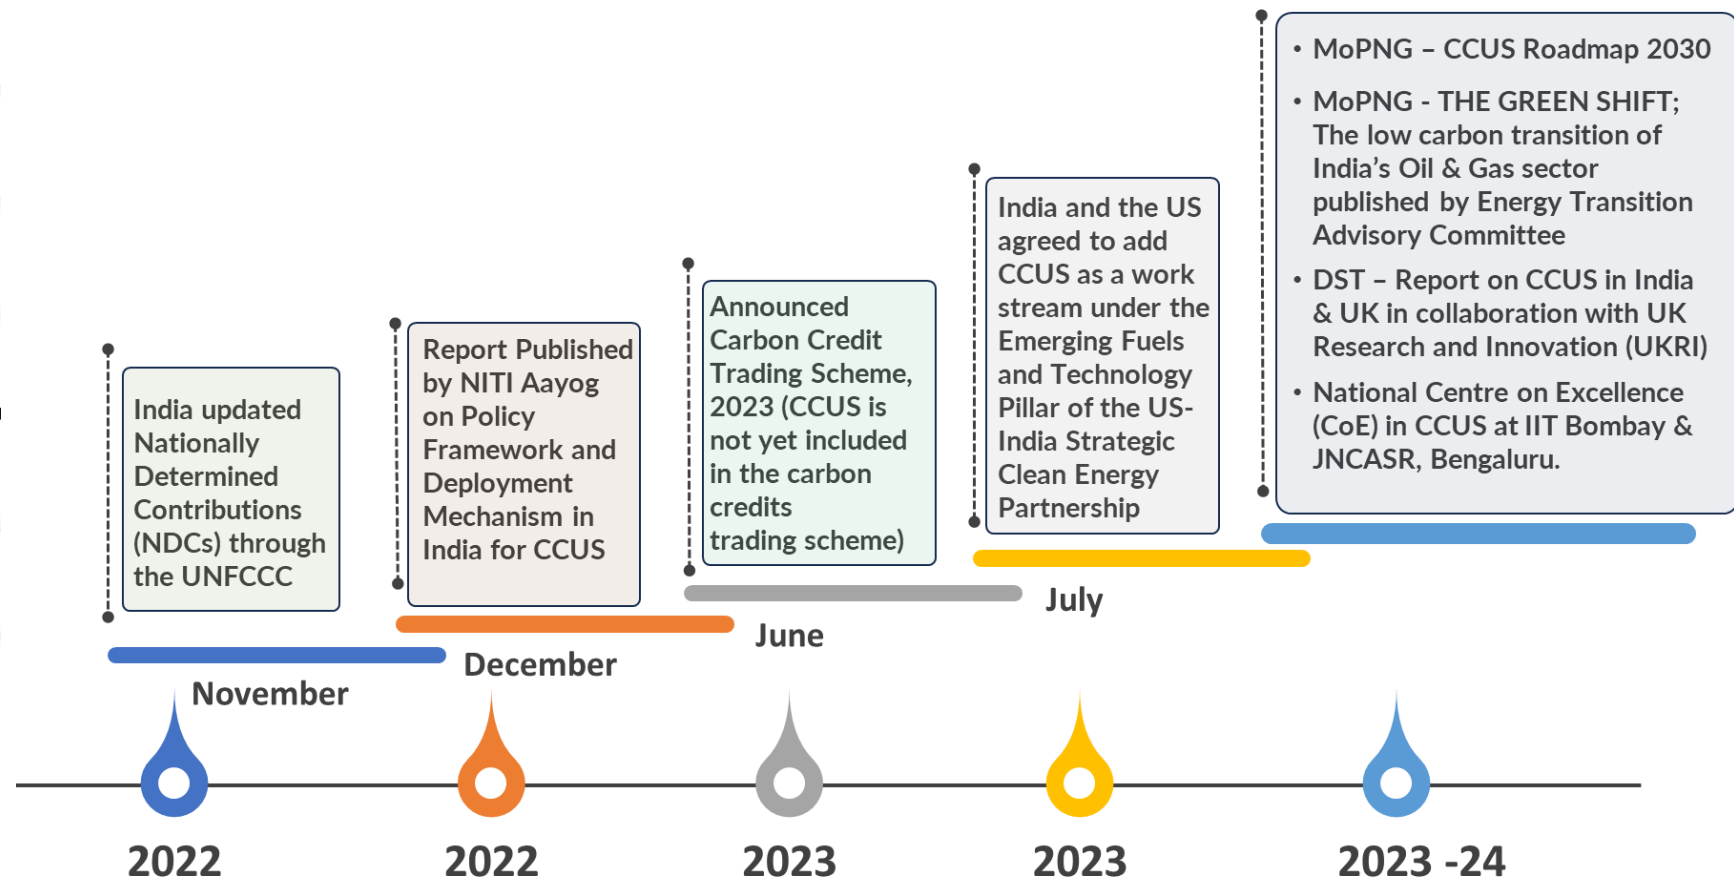 India updated
Nationally
Determined
Contributions
(NDCs) through
the UNFCCC
November
2022
Report Published
by NITI Aayog
on Policy
Framework and
Deployment
Mechanism in
India for CCUS
December
2022
Announced
Carbon Credit
Trading Scheme,
2023 (CCUS is
not yet included
in the carbon
credits
trading scheme)
June
2023
India and the US
agreed to add
CCUS as a work
stream under the
Emerging Fuels
and Technology
Pillar of the US-
India Strategic
Clean Energy
Partnership
July
2023
• MoPNG – CCUS Roadmap 2030
• MoPNG - THE GREEN SHIFT;
The low carbon transition of
India’s Oil & Gas sector
published by Energy Transition
Advisory Committee
• DST – Report on CCUS in India
& UK in collaboration with UK
Research and Innovation (UKRI)
• National Centre on Excellence
(CoE) in CCUS at IIT Bombay &
JNCASR, Bengaluru.
2023 -24